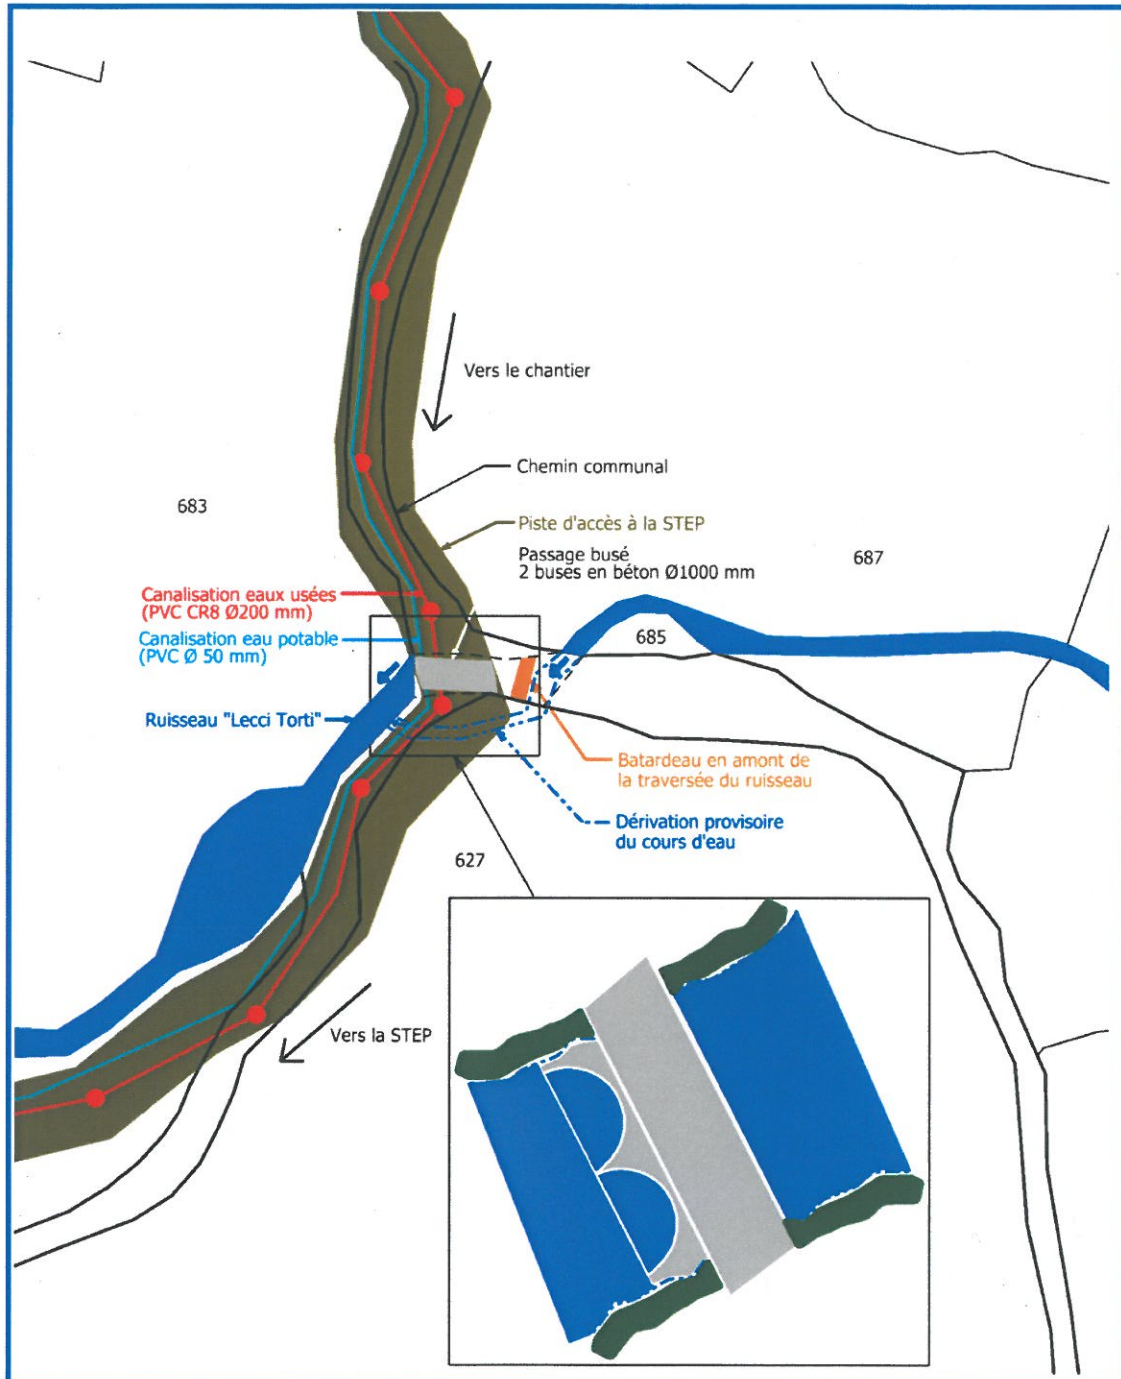 Vers le chantier
Chemin communal
683
Piste d'accès à la STEP
Passage busé
2 buses en béton Ø1000 mm
687
Canalisation eaux usées
(PVC CR8 Ø200 mm)
685
Canalisation eau potable
(PVC Ø 50 mm)
Ruisseau "Lecci Torti"
Batardeau en amont de
la traversée du ruisseau
Dérivation provisoire
du cours d'eau
627
Vers la STEP